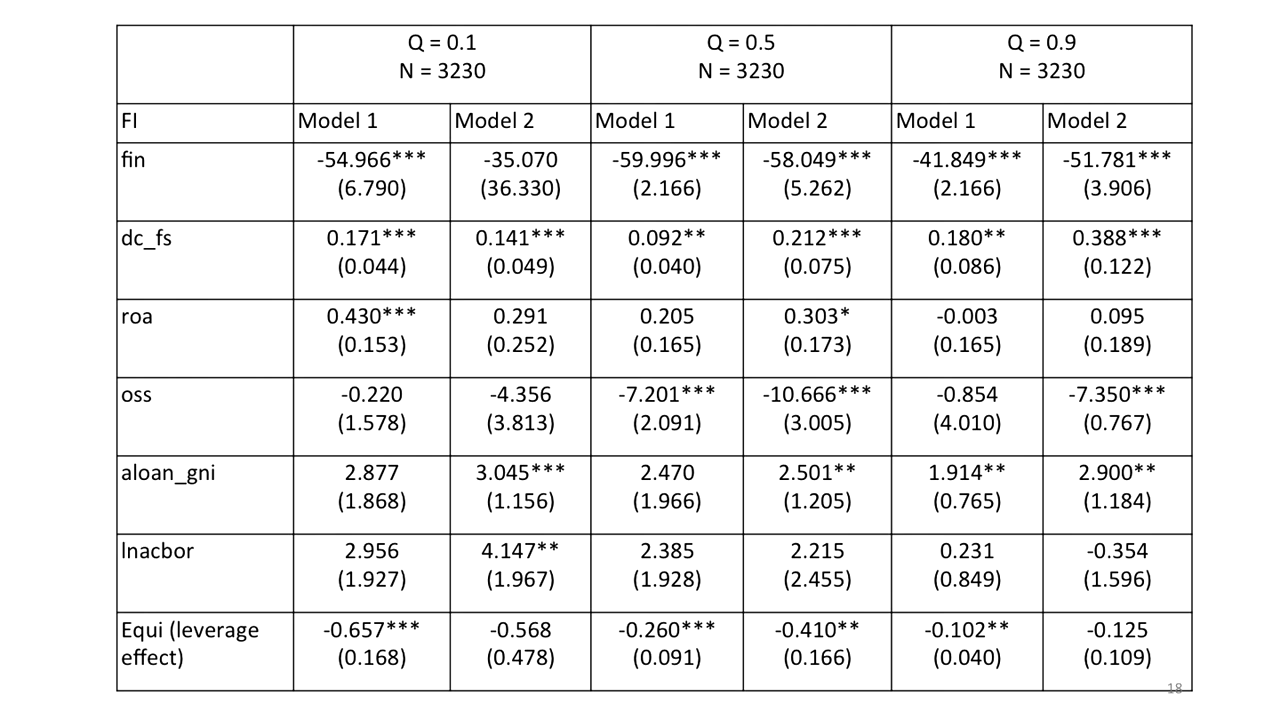 Q = 0.1 Q = 0.5 Q = 0.9
N = 3230 N = 3230 N = 3230
FI Model 1 Model 2 Model 1 Model 2 Model 1 Model 2
fin -54.966*** -35.070 -59.996*** -58.049*** -41.849*** -51.781***
(6.790) (36.330) (2.166) (5.262) (2.166) (3.906)
dc_fs 0.171*** 0.141*** 0.092** 0.212*** 0.180** 0.388***
(0.044) (0.049) (0.040) (0.075) (0.086) (0.122)
roa 0.430*** 0.291 0.205 0.303* -0.003 0.095
(0.153) (0.252) (0.165) (0.173) (0.165) (0.189)
oss -0.220 -4.356 -7.201*** -10.666*** -0.854 -7.350***
(1.578) (3.813) (2.091) (3.005) (4.010) (0.767)
aloan_gni 2.877 3.045*** 2.470 2.501** 1.914** 2.900**
(1.868) (1.156) (1.966) (1.205) (0.765) (1.184)
lnacbor 2.956 4.147** 2.385 2.215 0.231 -0.354
(1.927) (1.967) (1.928) (2.455) (0.849) (1.596)
Equi (leverage -0.657*** -0.568 -0.260*** -0.410** -0.102** -0.125
effect) (0.168) (0.478) (0.091) (0.166) (0.040) (0.109)
18